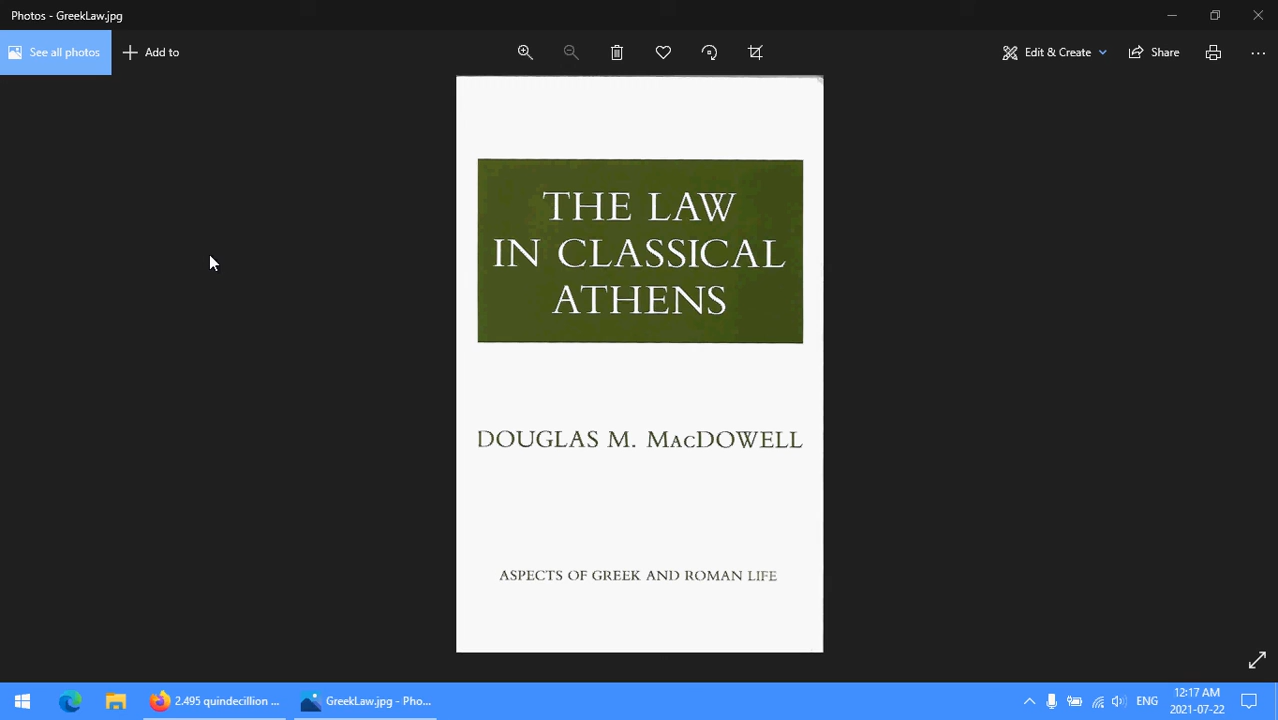 Photos - GreekLaw.jpg
See all photos
Add to
Edit & Create
Share
THE LAW
IN CLASSICAL
ATHENS
DOUGLAS M. MacDOWELL
ASPECTS OF GREEK AND ROMAN LIFE
2.495 quindecillion ...
GreekLaw.jpg - Pho...
ENG
12:17 AM
2021-07-22